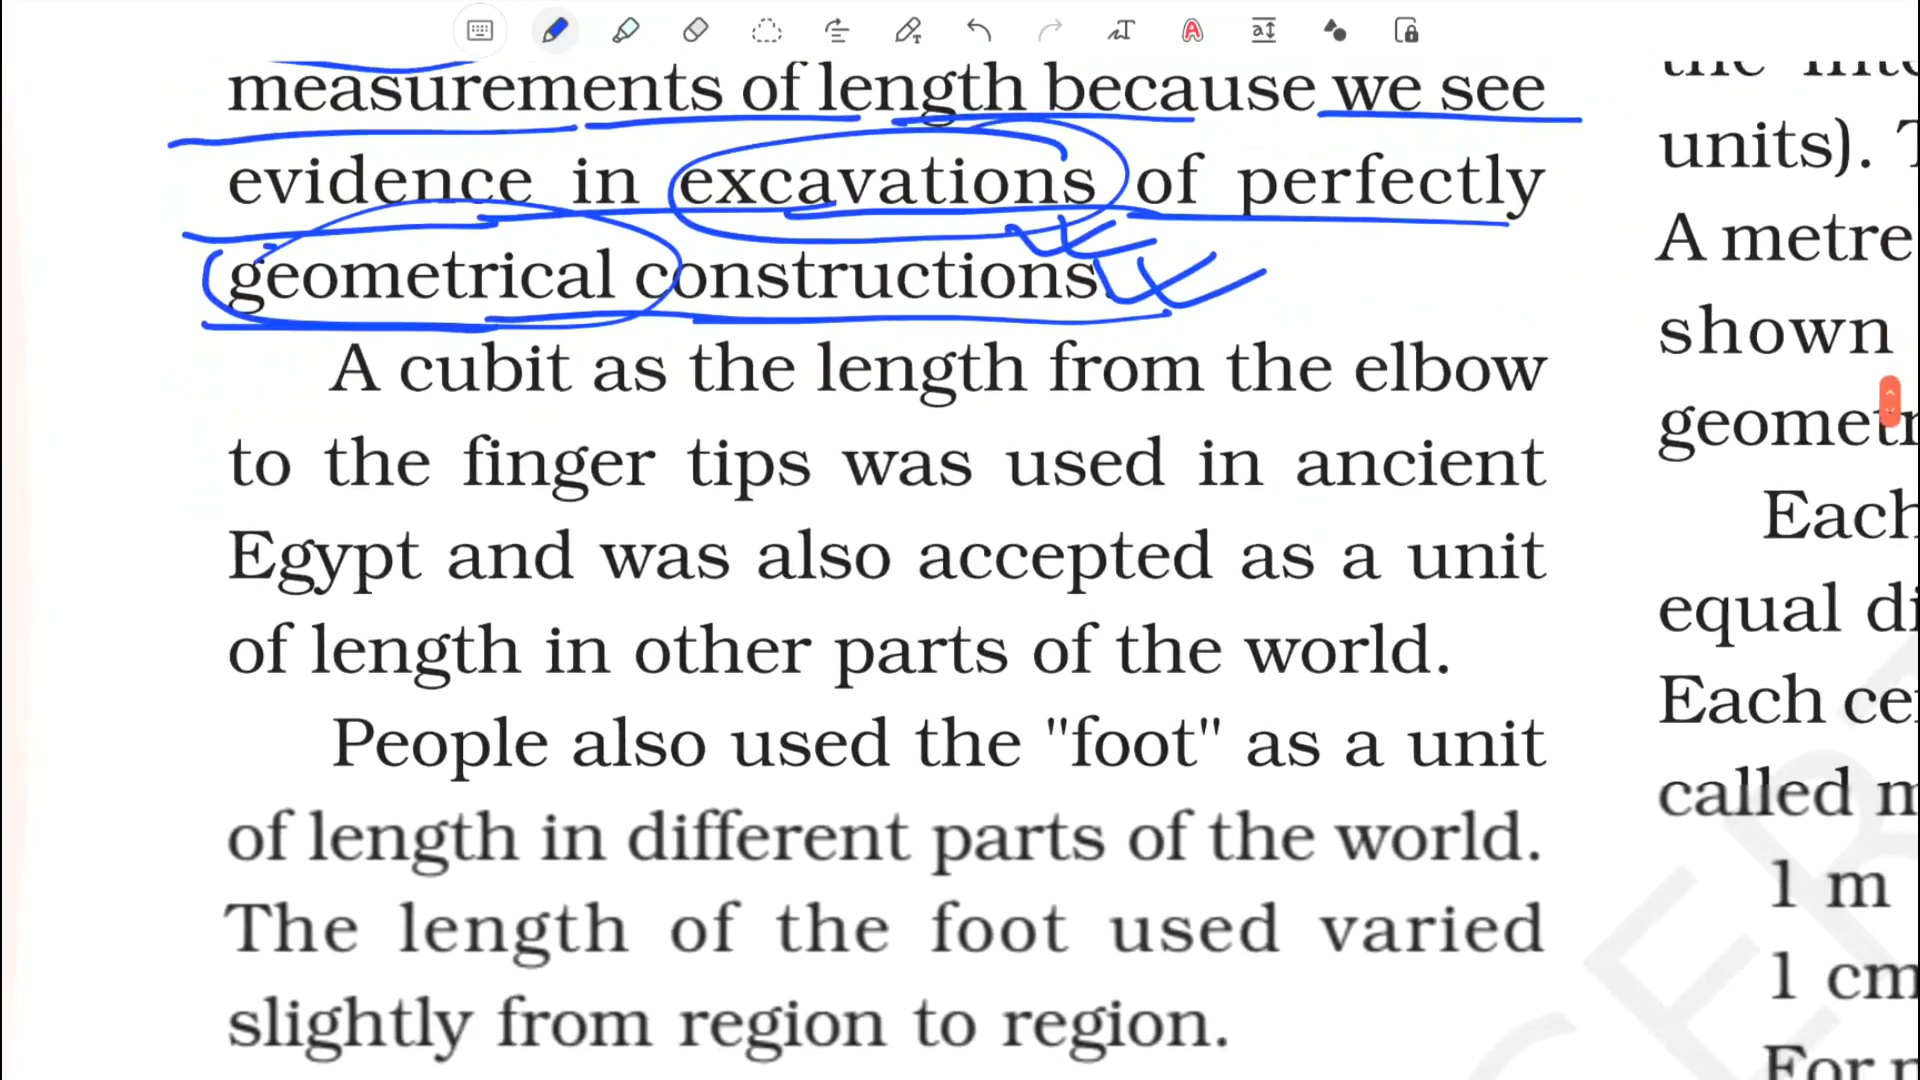 measurements of length because we see
evidence in excavations of perfectly
geometrical constructions.
A cubit as the length from the elbow
to the finger tips was used in ancient
Egypt and was also accepted as a unit
of length in other parts of the world.
People also used the "foot" as a unit
of length in different parts of the world.
The length of the foot used varied
slightly from region to region.
units).
A metre
shown
Each
equal
Each
called
1 m
1 cm
For